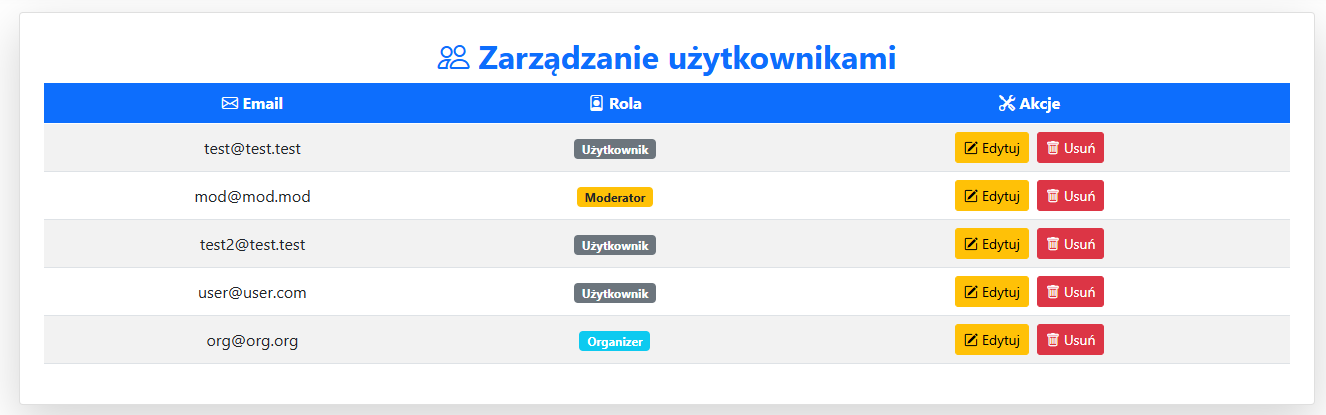 Zarządzanie użytkownikami
Email Rola Akcje
test@test.test Użytkownik Edytuj Usuń
mod@mod.mod Moderator Edytuj Usuń
test2@test.test Użytkownik Edytuj Usuń
user@user.com Użytkownik Edytuj Usuń
org@org.org Organizer Edytuj Usuń